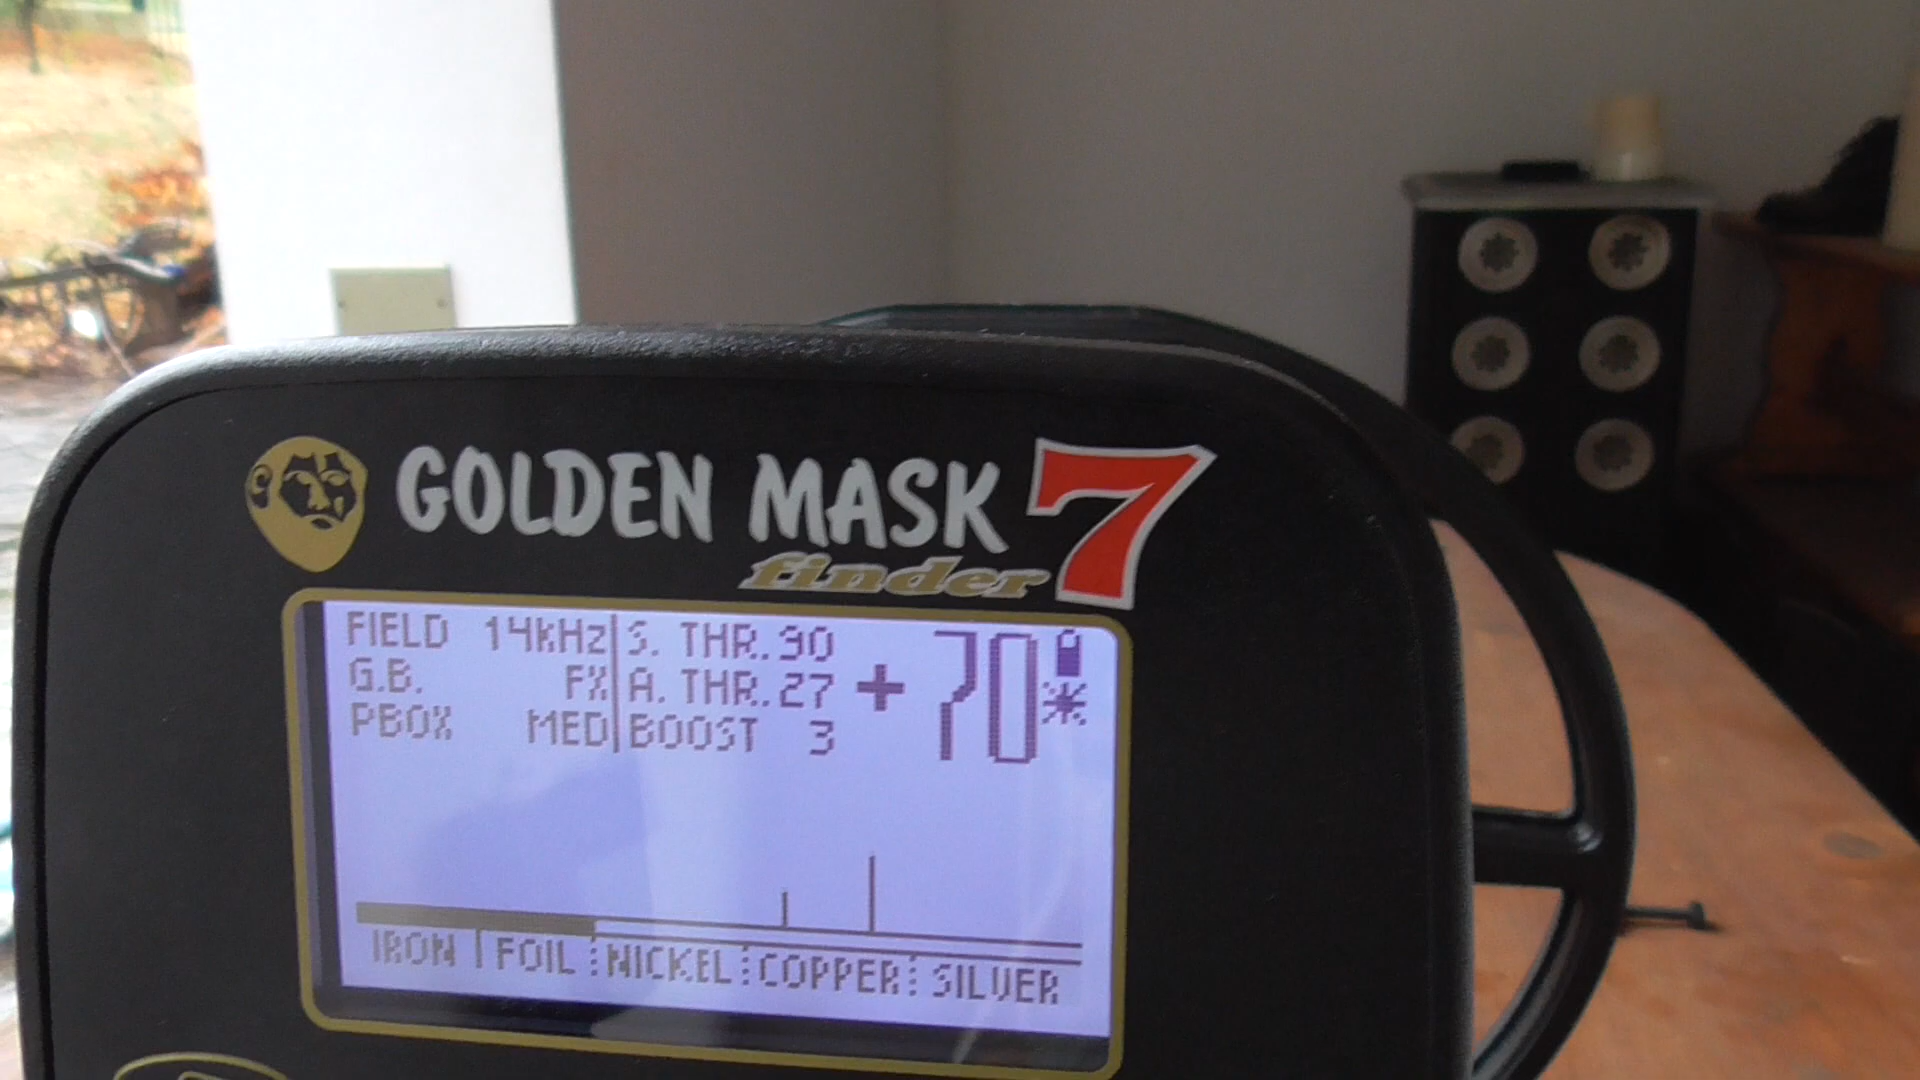 GOLDEN MASK 7
finder
FIELD 14kHz S. THR. 90 + 70
G.B. FX A. THR. 27
PBOX MED BOOST 3
IRON FOIL NICKEL COPPER SILVER